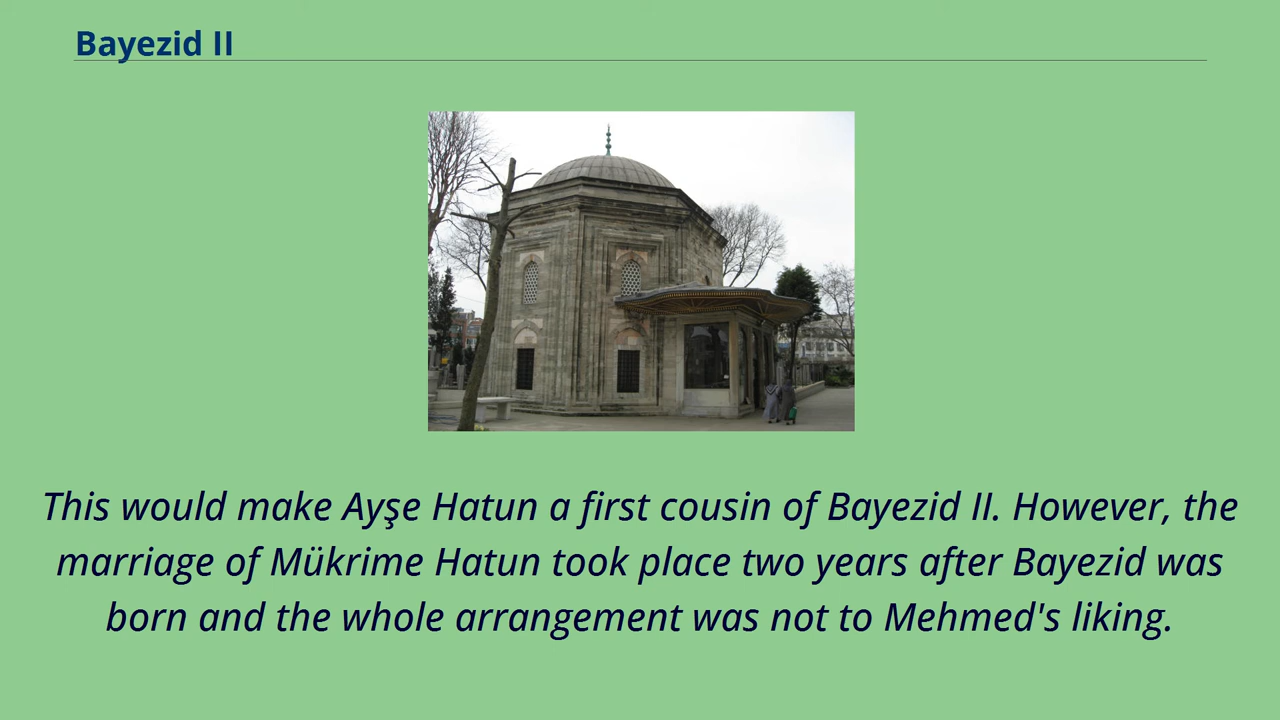 Bayezid II
This would make Ayşe Hatun a first cousin of Bayezid II. However, the
marriage of Mükrime Hatun took place two years after Bayezid was
born and the whole arrangement was not to Mehmed's liking.